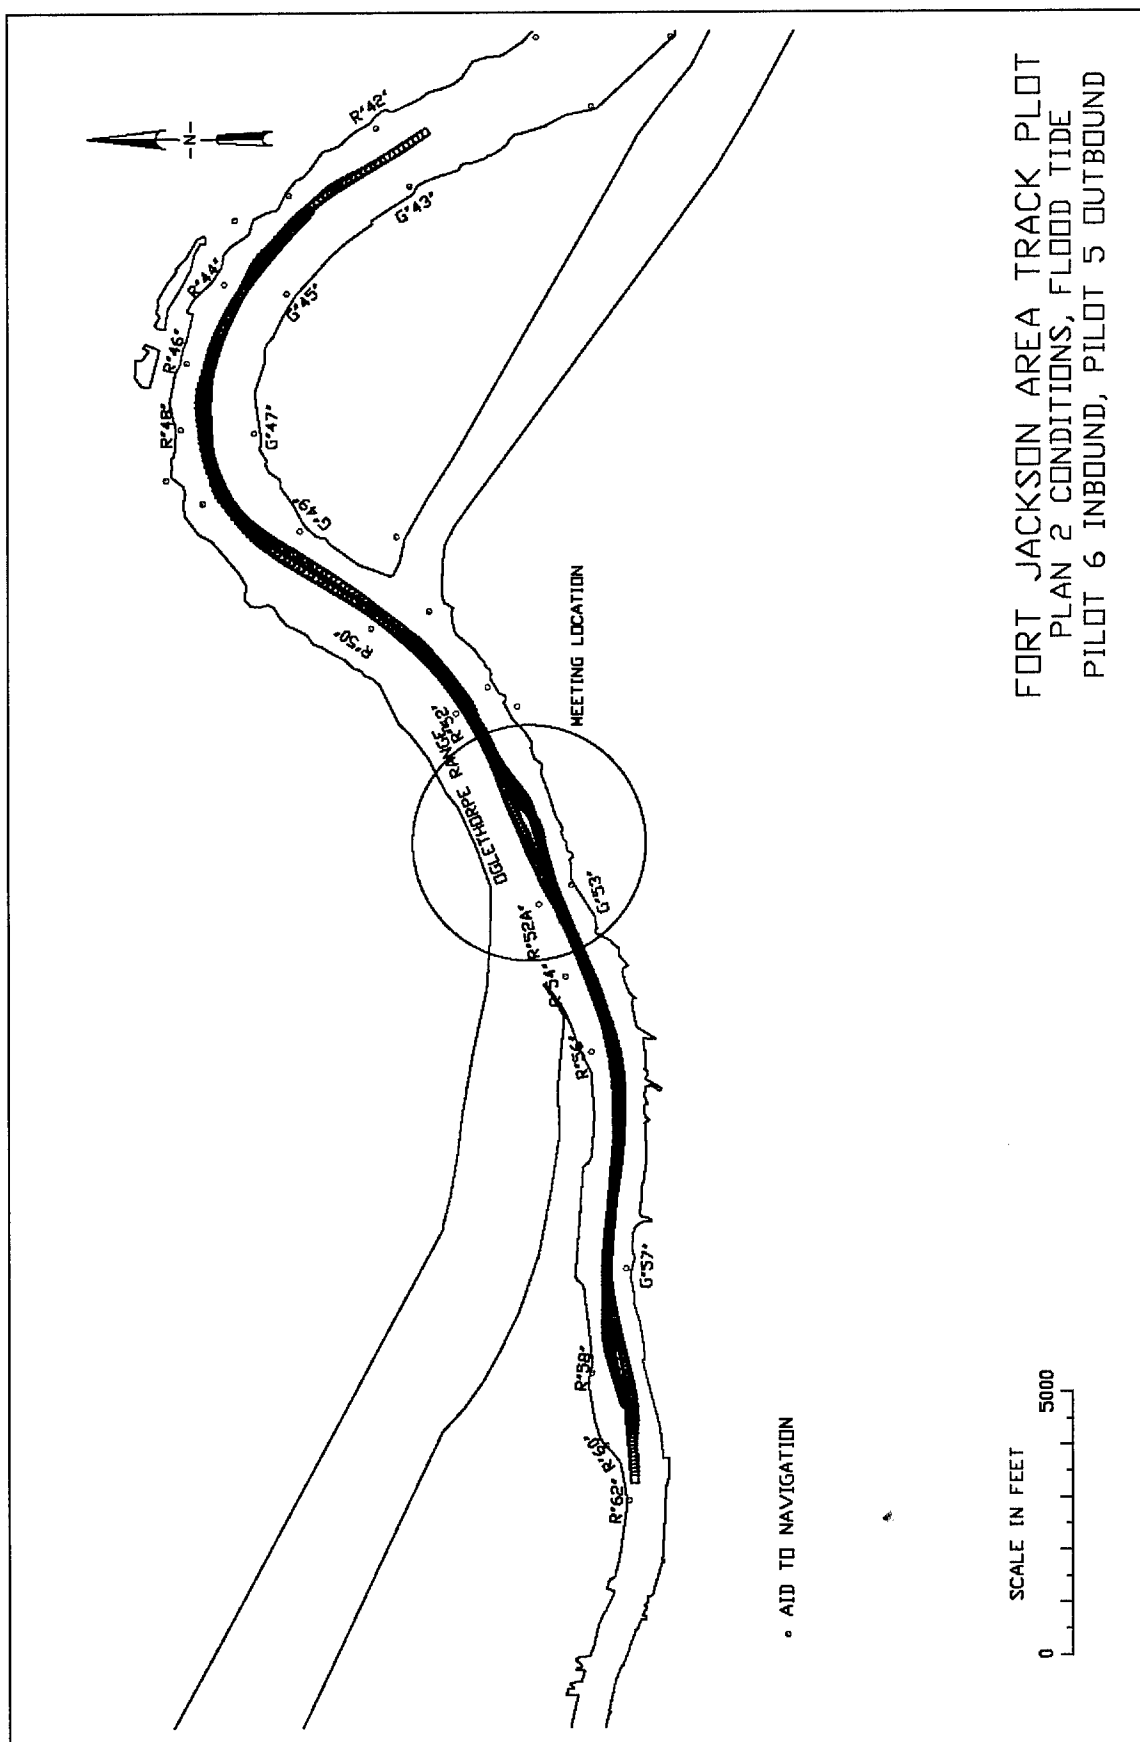 -N-
R"42"
G"43"
R"44"
G"45"
R"46"
R"48"
G"47"
G"49"
R"50"
R"52"
OGLETHORPE RANGE
MEETING LOCATION
R"52A"
G"53"
R"54"
R"56"
G"57"
R"58"
R"60"
R"62"
° AID TO NAVIGATION
SCALE IN FEET
0 5000
FORT JACKSON AREA TRACK PLOT
PLAN 2 CONDITIONS, FLOOD TIDE
PILOT 6 INBOUND, PILOT 5 OUTBOUND